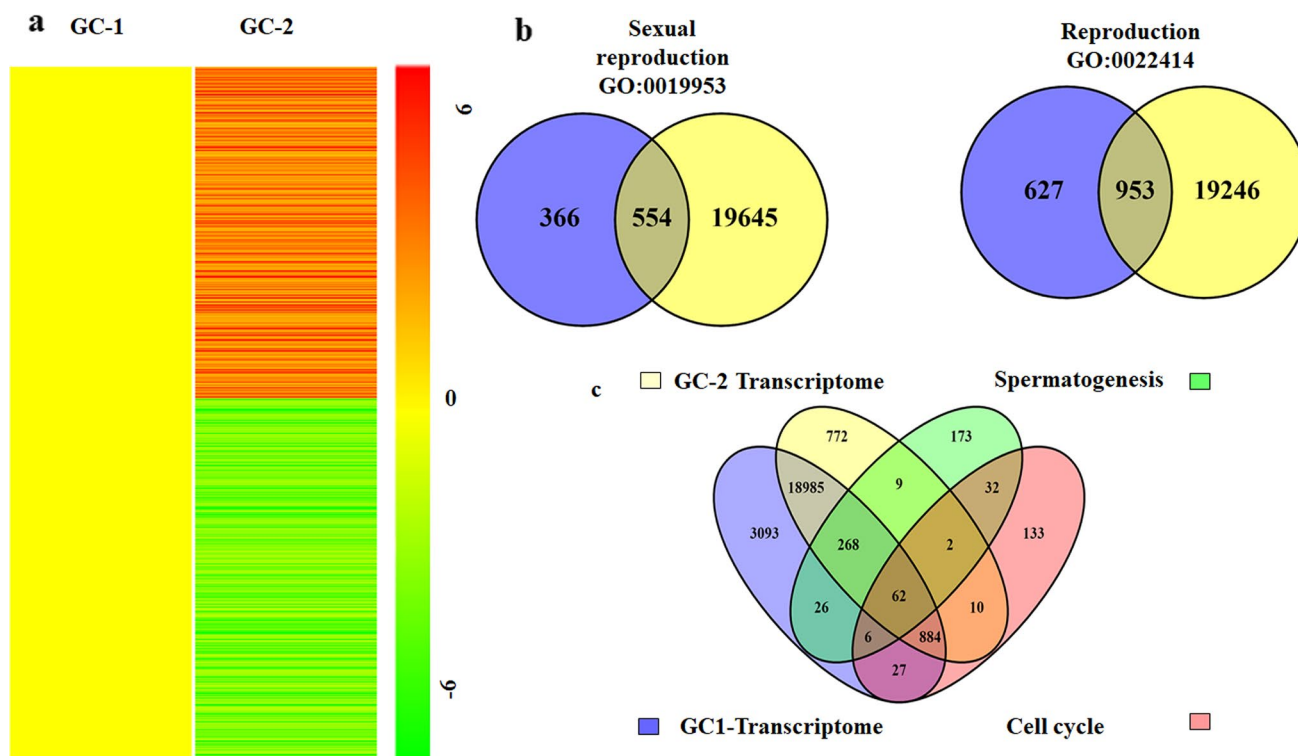 a
GC-1
GC-2
6
0
-6
b
Sexual
reproduction
GO:0019953
366
554
19645
Reproduction
GO:0022414
627
953
19246
c
GC-2 Transcriptome
Spermatogenesis
772
173
18985
9
32
3093
268
2
133
26
62
10
6
884
27
GC1-Transcriptome
Cell cycle